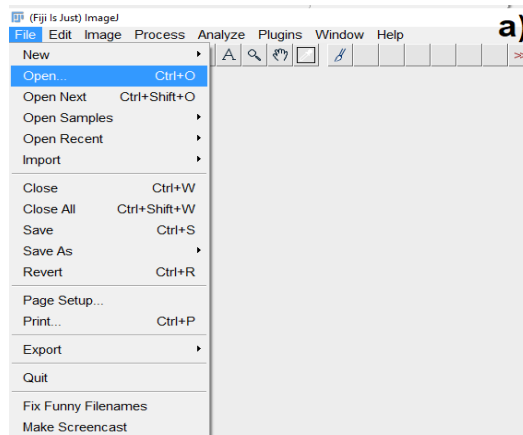 (Fiji Is Just) ImageJ
a)
File Edit Image Process Analyze Plugins Window Help
New
A
Open... Ctrl+O
Open Next Ctrl+Shift+O
Open Samples
Open Recent
Import
Close Ctrl+W
Close All Ctrl+Shift+W
Save Ctrl+S
Save As
Revert Ctrl+R
Page Setup...
Print... Ctrl+P
Export
Quit
Fix Funny Filenames
Make Screencast